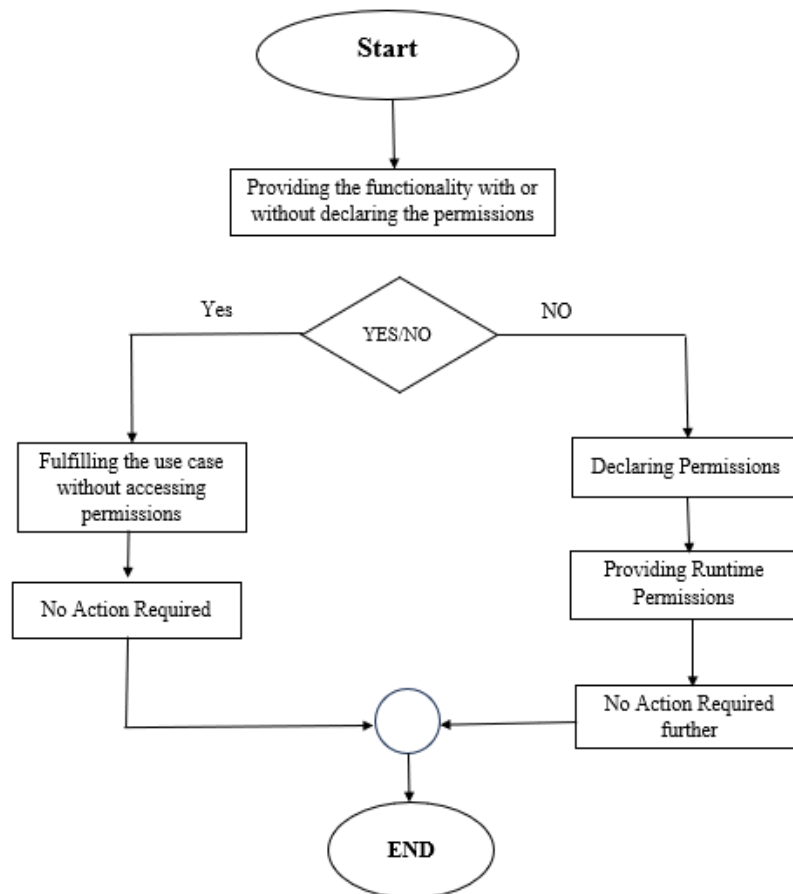 Start
Providing the functionality with or
without declaring the permissions
Yes
YES/NO
NO
Fulfilling the use case
without accessing
permissions
Declaring Permissions
No Action Required
Providing Runtime
Permissions
No Action Required
further
END